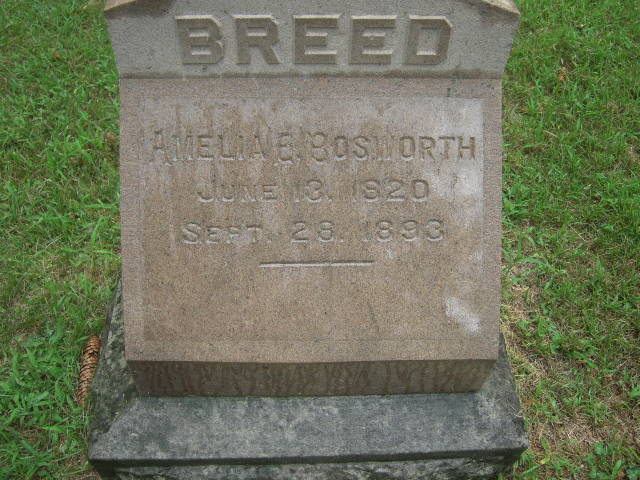 BREED
AMELIA E. BOSWORTH
JUNE 13, 1820
SEPT. 28, 1893